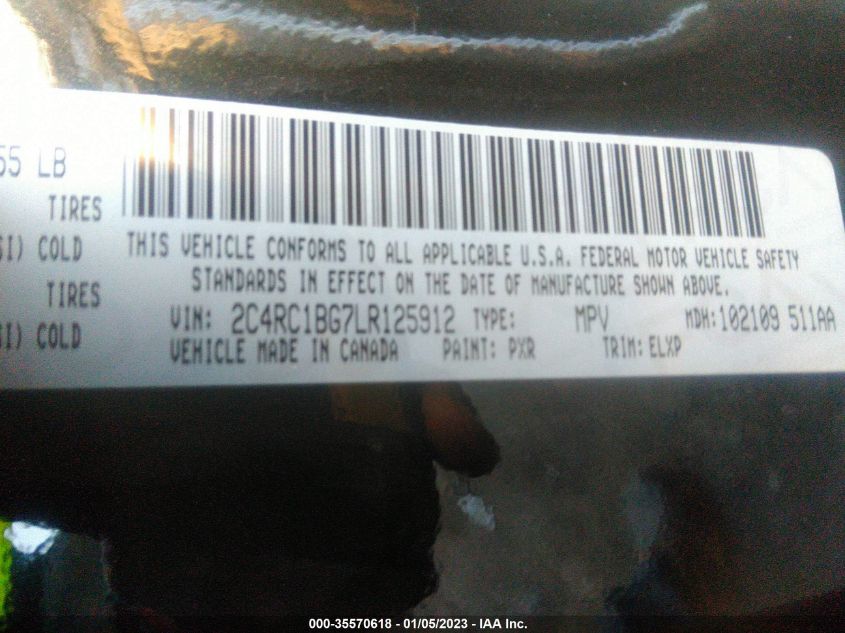 55 LB
TIRES
SI) COLD
TIRES
SI) COLD
THIS VEHICLE CONFORMS TO ALL APPLICABLE U.S.A. FEDERAL MOTOR VEHICLE SAFETY
STANDARDS IN EFFECT ON THE DATE OF MANUFACTURE SHOWN ABOVE.
VIN: 2C4RC1BG7LR125912 TYPE: MPV MDH:102109 511AA
VEHICLE MADE IN CANADA PAINT: PXR TRIM: ELXP
000-35570618 - 01/05/2023 - IAA Inc.